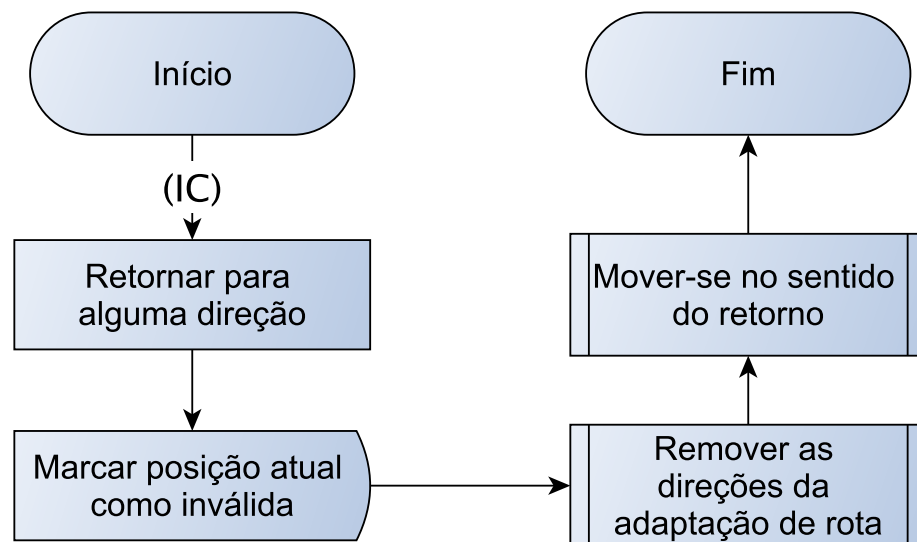 Início
(IC)
Retornar para
alguma direção
Marcar posição atual
como inválida
Remover as
direções da
adaptação de rota
Mover-se no sentido
do retorno
Fim